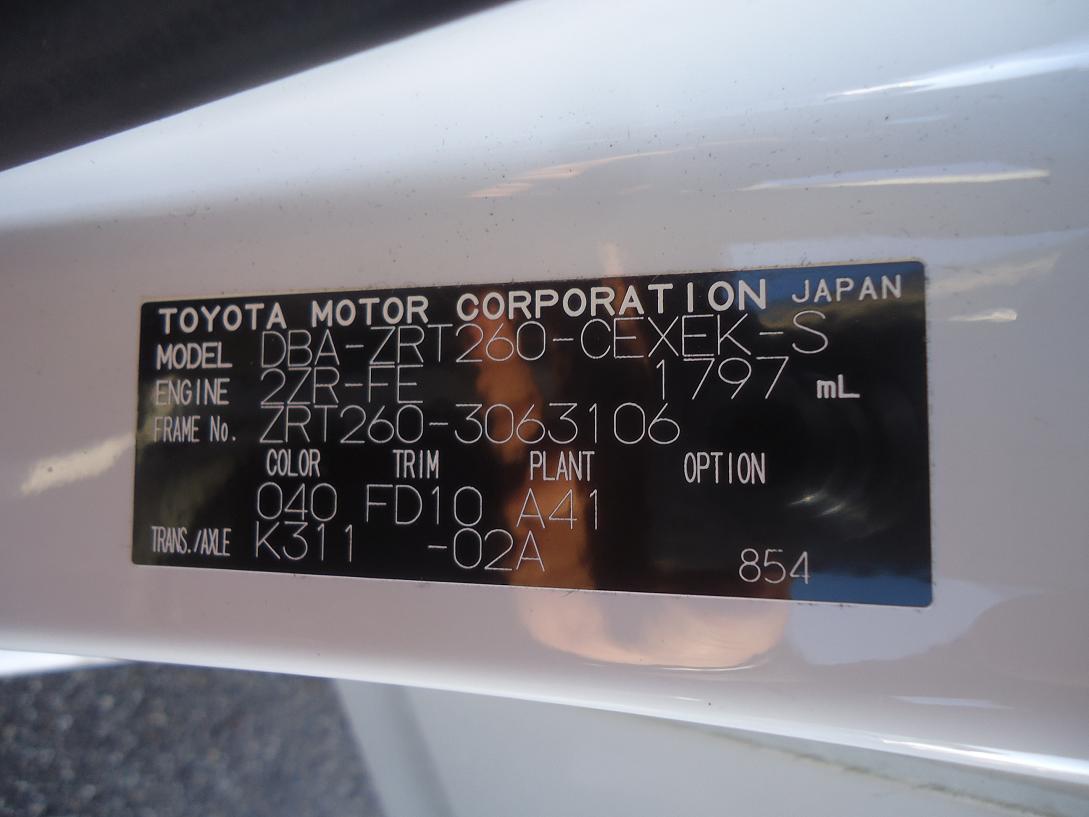 TOYOTA MOTOR CORPORATION JAPAN
MODEL DBA-ZRT260-CEXEK-S
ENGINE 2ZR-FE 1797 mL
FRAME No. ZRT260-3063106
COLOR TRIM PLANT OPTION
040 FD10 A41
TRANS./AXLE K311 -02A 854